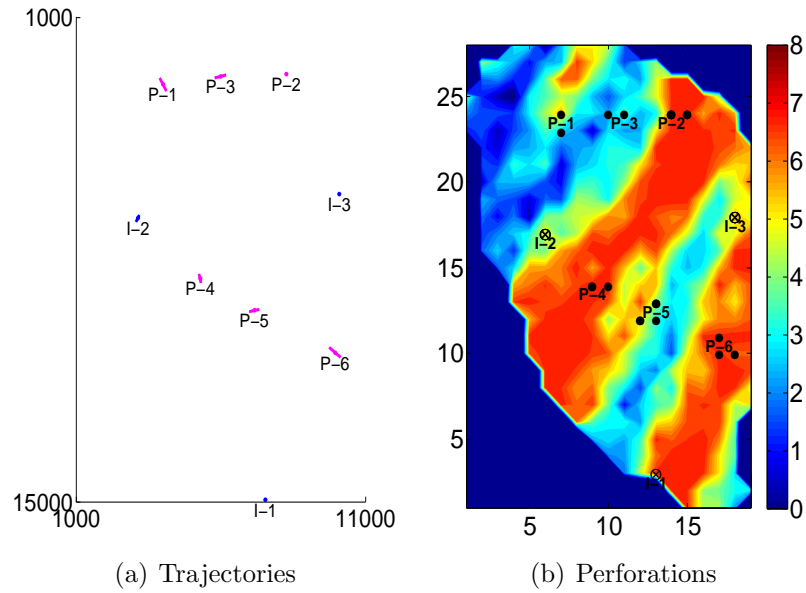 1000
P-1
P-3
P-2
I-2
I-3
P-4
P-5
P-6
15000
I-1
1000
11000
(a) Trajectories
25
20
15
10
5
P-1
P-3
P-2
I-2
I-3
P-4
P-5
P-6
I-1
5
10
15
8
7
6
5
4
3
2
1
0
(b) Perforations